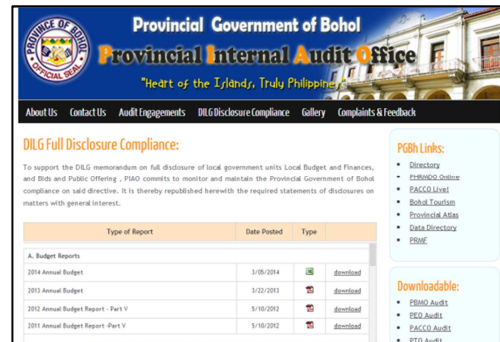 PROVINCE OF BOHOL
OFFICIAL SEAL
Provincial Government of Bohol
Provincial Internal Audit Office
"Heart of the Islands, Truly Philippine"
About Us Contact Us Audit Engagements DILG Disclosure Compliance Gallery Complaints & Feedback
DILG Full Disclosure Compliance:
To support the DILG memorandum on full disclosure of local government units Local Budget and Finances,
and Bids and Public Offering , PIAO commits to monitor and maintain the Provincial Government of Bohol
compliance on said directive. It is thereby republished herewith the required statements of disclosures on
matters with general interest.
Type of Report Date Posted Type
A. Budget Reports
2014 Annual Budget 3/05/2014 download
2013 Annual Budget 3/22/2013 download
2012 Annual Budget Report - Part V 5/10/2012 download
2011 Annual Budget Report -Part V 5/10/2012 download
PGBh Links:
Directory
PHRMDO Online
PACCO Live!
Bohol Tourism
Provincial Atlas
Data Directory
PRMF
Downloadable:
PBMO Audit
PEO Audit
PACCO Audit
PTO Audit